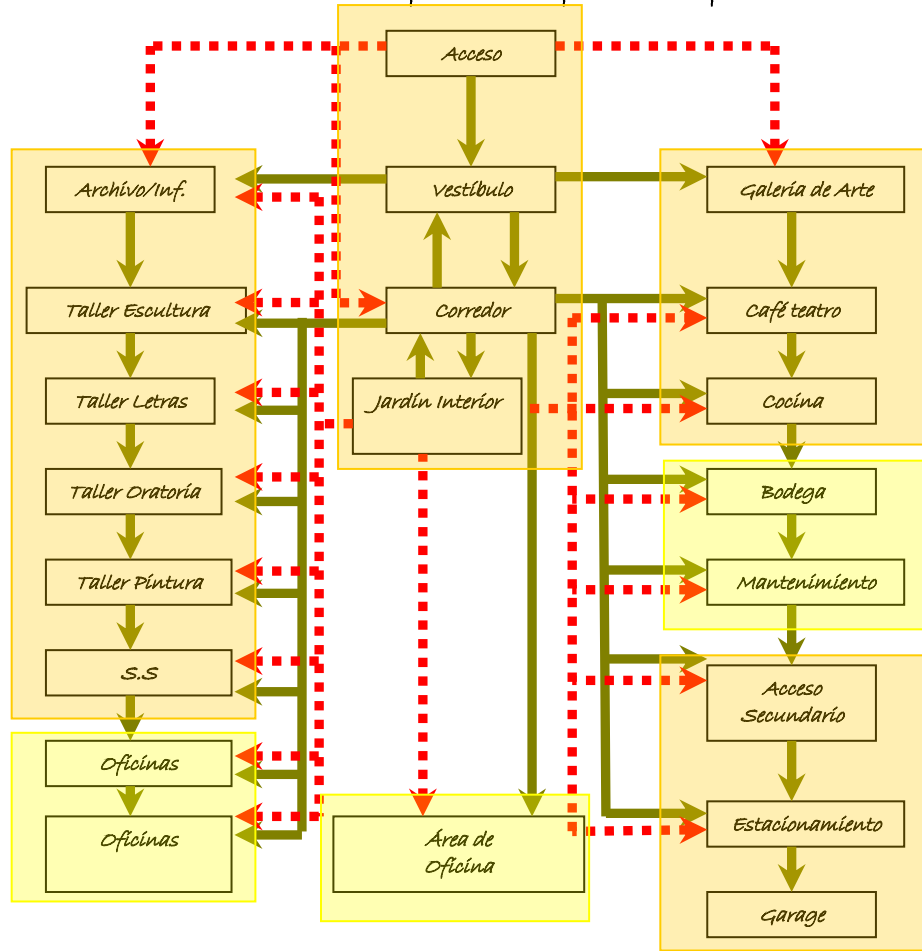 Acceso
Archivo/Inf.
Vestíbulo
Galería de Arte
Taller Escultura
Corredor
Café teatro
Taller Letras
Jardín Interior
Cocina
Taller Oratoria
Bodega
Taller Pintura
Mantenimiento
S.S
Acceso
Secundario
Oficinas
Oficinas
Área de
Oficina
Estacionamiento
Garage